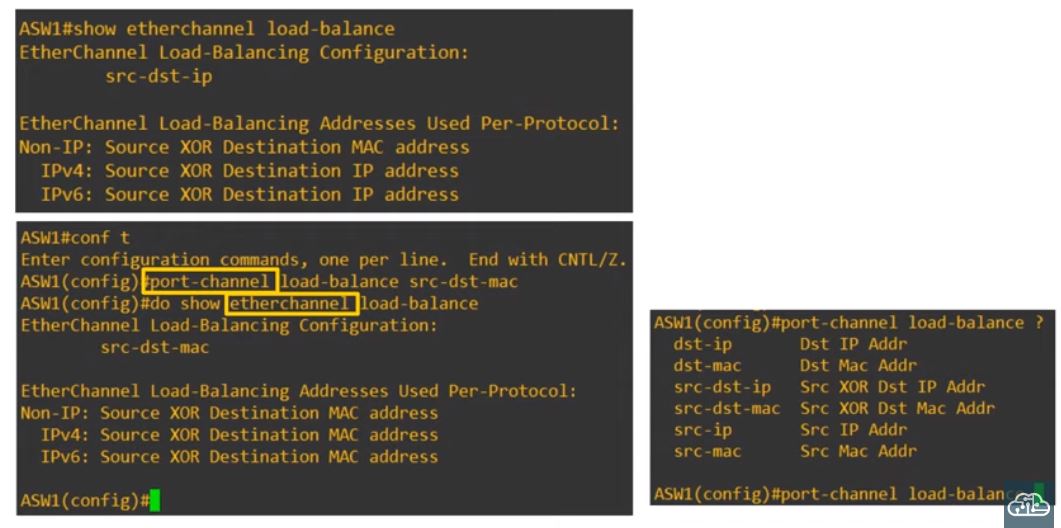 ASW1#show etherchannel load-balance
EtherChannel Load-Balancing Configuration:
        src-dst-ip
EtherChannel Load-Balancing Addresses Used Per-Protocol:
Non-IP: Source XOR Destination MAC address
  IPv4: Source XOR Destination IP address
  IPv6: Source XOR Destination IP address
ASW1#conf t
Enter configuration commands, one per line.  End with CNTL/Z.
ASW1(config)#port-channel load-balance src-dst-mac
ASW1(config)#do show etherchannel load-balance
EtherChannel Load-Balancing Configuration:
        src-dst-mac
EtherChannel Load-Balancing Addresses Used Per-Protocol:
Non-IP: Source XOR Destination MAC address
  IPv4: Source XOR Destination MAC address
  IPv6: Source XOR Destination MAC address
ASW1(config)#
ASW1(config)#port-channel load-balance ?
  dst-ip       Dst IP Addr
  dst-mac      Dst Mac Addr
  src-dst-ip   Src XOR Dst IP Addr
  src-dst-mac  Src XOR Dst Mac Addr
  src-ip       Src IP Addr
  src-mac      Src Mac Addr
ASW1(config)#port-channel load-balan